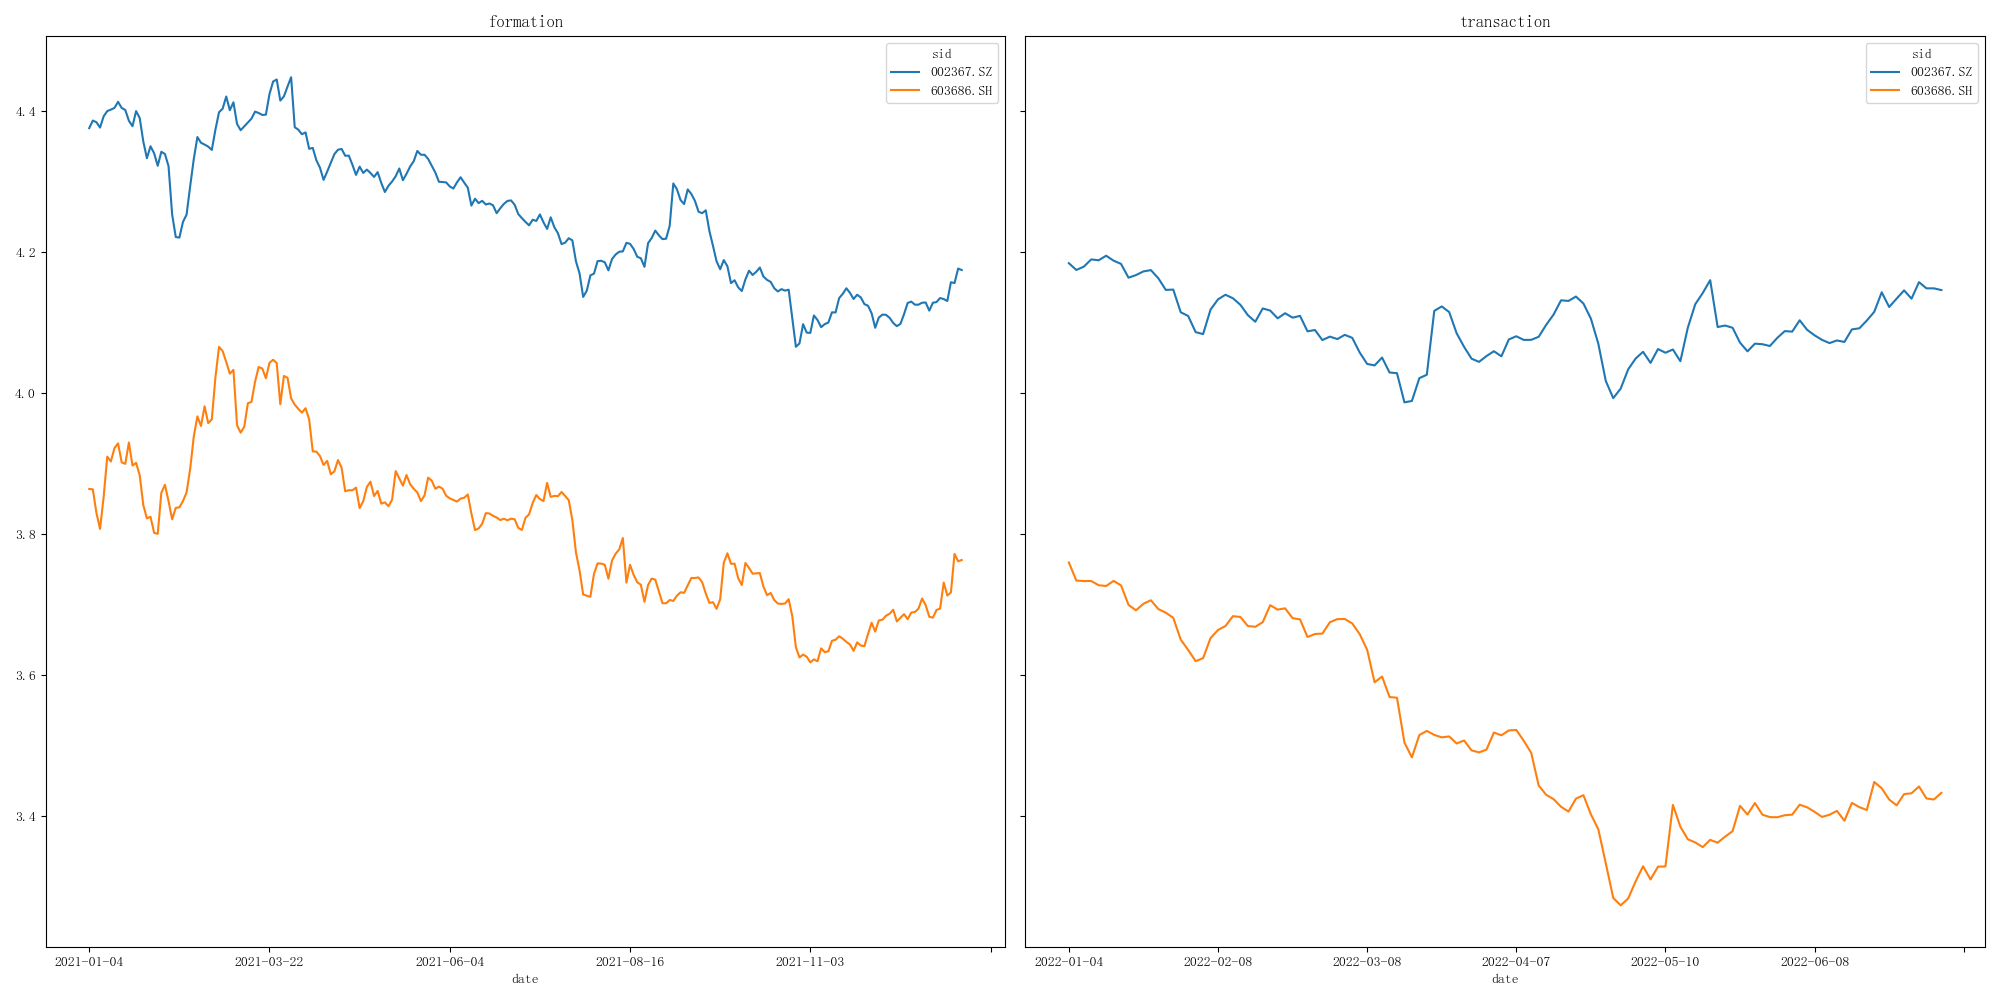 formation
sid
002367.SZ
603686.SH
4.4
4.2
4.0
3.8
3.6
3.4
2021-01-04
2021-03-22
2021-06-04
2021-08-16
2021-11-03
date
transaction
sid
002367.SZ
603686.SH
2022-01-04
2022-02-08
2022-03-08
2022-04-07
2022-05-10
2022-06-08
date